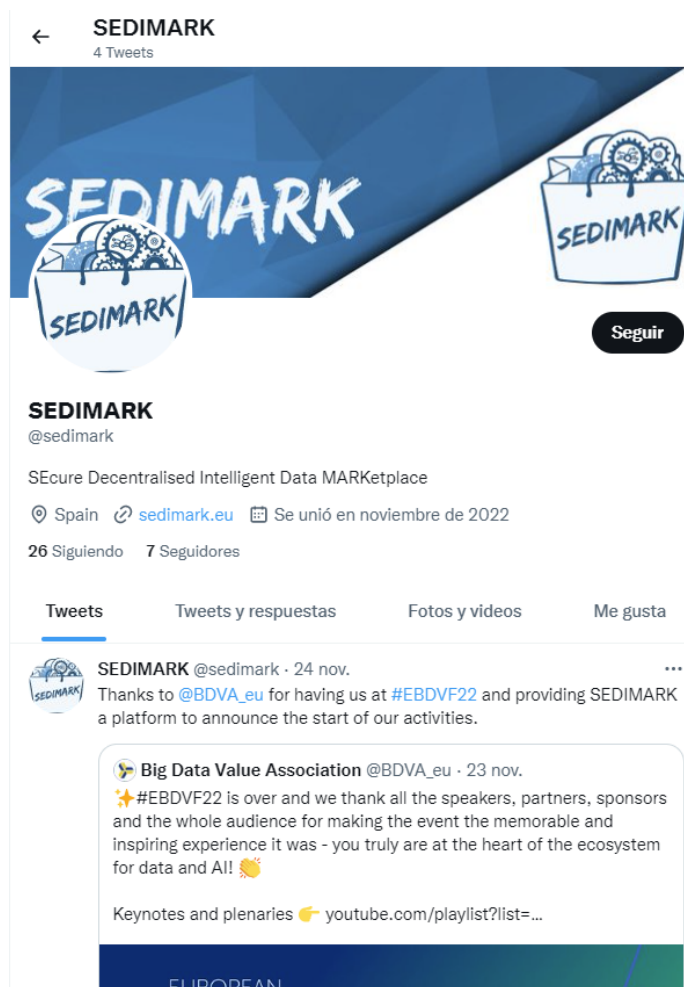 SEDIMARK
4 Tweets
SEDIMARK
SEDIMARK
SEDIMARK
Seguir
SEDIMARK
@sedimark
SEcure Decentralised Intelligent Data MARKetplace
Spain sedimark.eu Se unió en noviembre de 2022
26 Siguiendo 7 Seguidores
Tweets Tweets y respuestas Fotos y videos Me gusta
SEDIMARK
SEDIMARK @sedimark · 24 nov.
Thanks to @BDVA_eu for having us at #EBDVF22 and providing SEDIMARK
a platform to announce the start of our activities.
Big Data Value Association @BDVA_eu · 23 nov.
✨#EBDVF22 is over and we thank all the speakers, partners, sponsors
and the whole audience for making the event the memorable and
inspiring experience it was - you truly are at the heart of the ecosystem
for data and AI! 👏
Keynotes and plenaries 👉 youtube.com/playlist?list=...
EUROPEAN